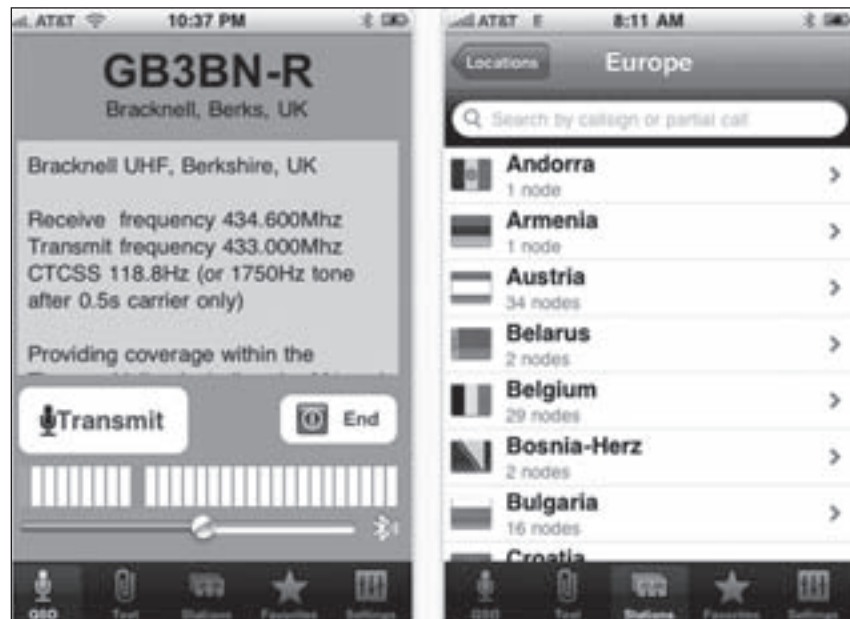 AT&T 10:37 PM
GB3BN-R
Bracknell, Berks, UK
Bracknell UHF, Berkshire, UK
Receive frequency 434.600Mhz
Transmit frequency 433.000MHz
CTCSS 118.8Hz (or 1750Hz tone
after 0.5s carrier only)
Providing coverage within the
Transmit
End
QSO Text Stations Favorites Settings
AT&T E 8:11 AM
Locations Europe
Search by callsign or partial call
Andorra
1 node
Armenia
1 node
Austria
34 nodes
Belarus
2 nodes
Belgium
29 nodes
Bosnia-Herz
2 nodes
Bulgaria
16 nodes
Croatia
QSO Text Stations Favorites Settings